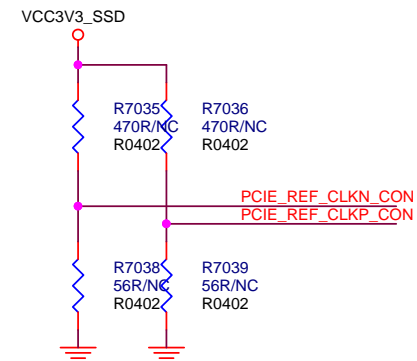 VCC3V3_SSD
R7035
470R/NC
R0402
R7036
470R/NC
R0402
PCIE_REF_CLKN_CON
PCIE_REF_CLKP_CON
R7038
56R/NC
R0402
R7039
56R/NC
R0402